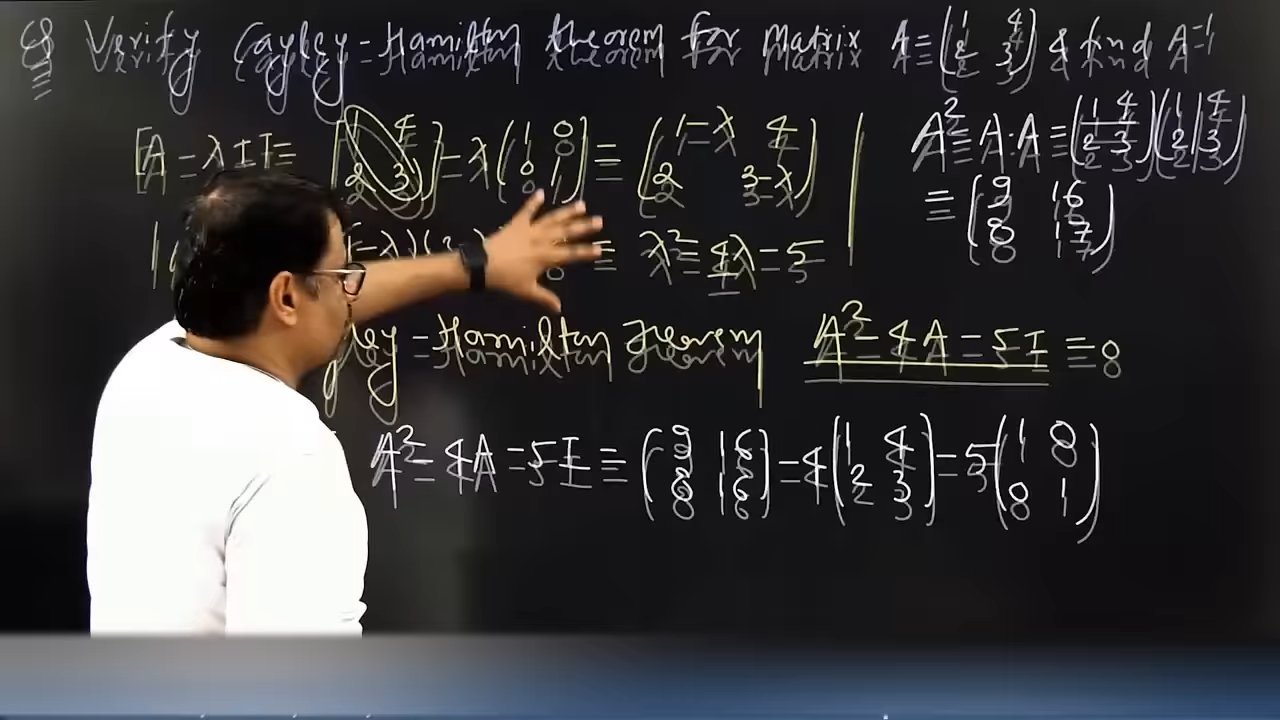 Q Verify Cayley-Hamilton theorem for Matrix A = (1 4 2 3) & find A^-1
[A - λI] = [1 4 2 3] - λ(1 0 0 1) = (1-λ 4 2 3-λ)
A² = A·A = (1 4 2 3)(1 4 2 3)
= (9 16 8 17)
= λ² - 4λ - 5
-Hamilton Theorem A² - 4A - 5I = 0
A² - 4A - 5I = (9 16 8 16) - 4(1 4 2 3) - 5(1 0 0 1)